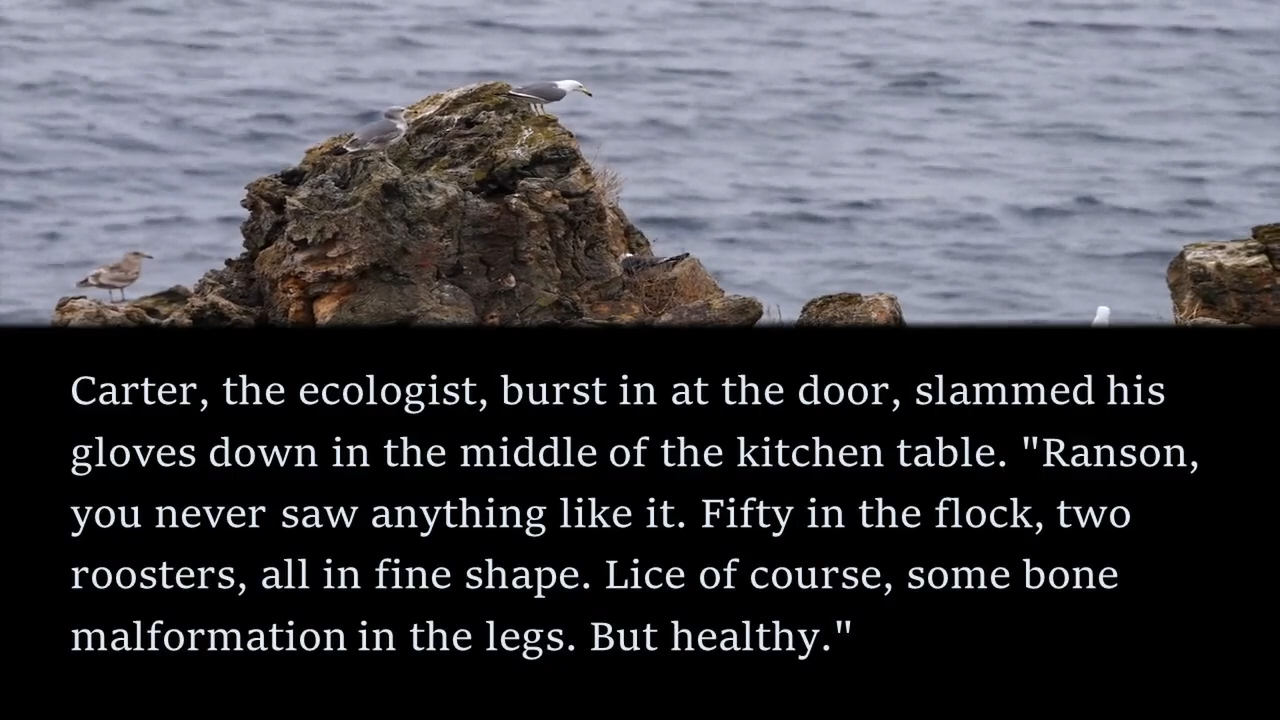 Carter, the ecologist, burst in at the door, slammed his
gloves down in the middle of the kitchen table. "Ranson,
you never saw anything like it. Fifty in the flock, two
roosters, all in fine shape. Lice of course, some bone
malformation in the legs. But healthy."